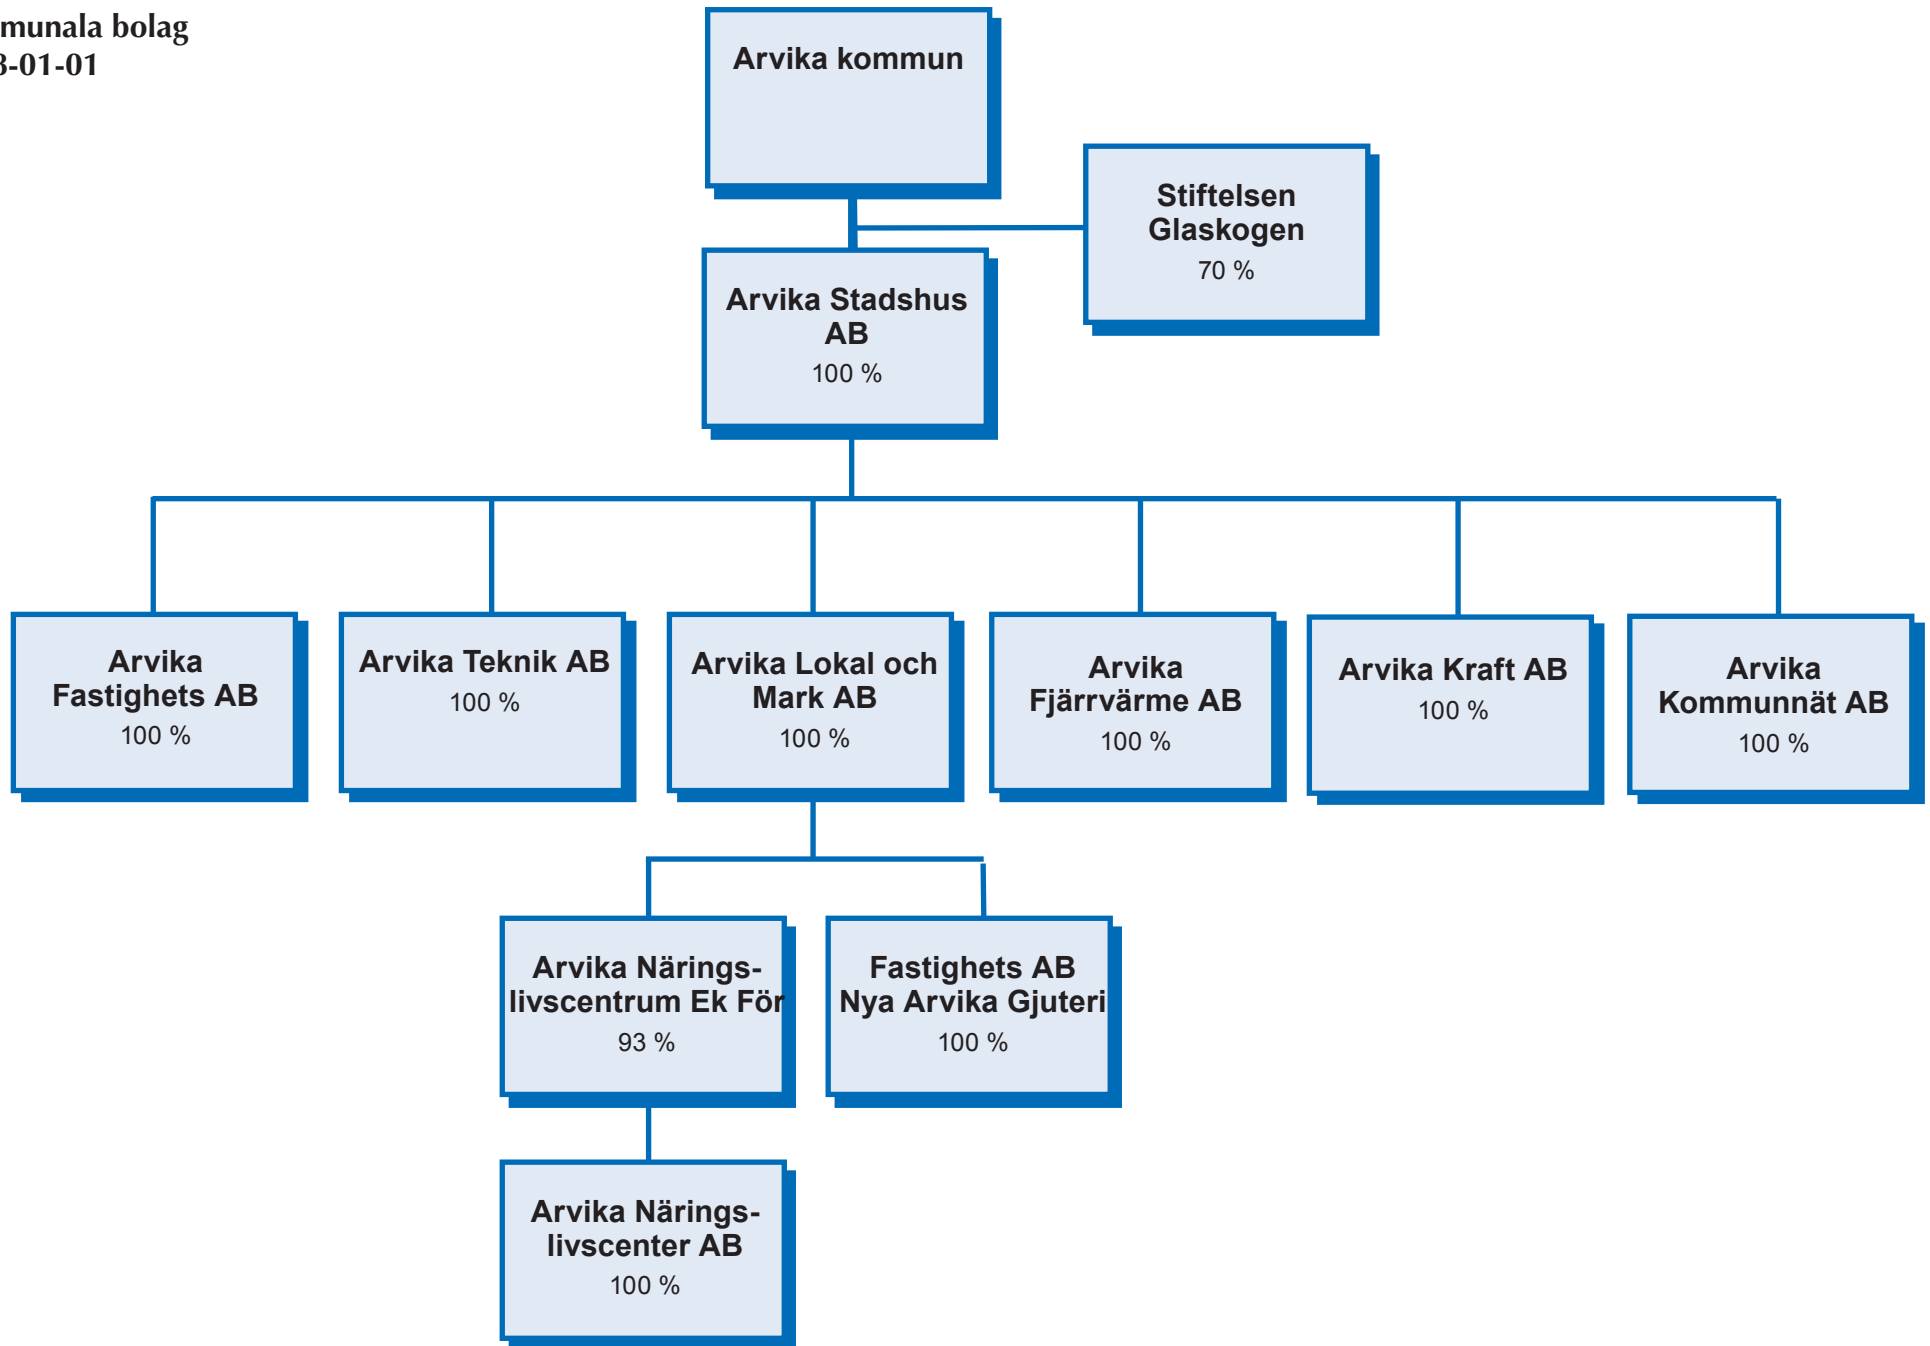 munala bolag
-01-01
Arvika kommun
Stiftelsen
Glaskogen
70 %
Arvika Stadshus
AB
100 %
Arvika
Fastighets AB
100 %
Arvika Teknik AB
100 %
Arvika Lokal och
Mark AB
100 %
Arvika
Fjärrvärme AB
100 %
Arvika Kraft AB
100 %
Arvika
Kommunnät AB
100 %
Arvika Närings-
livscentrum Ek För
93 %
Fastighets AB
Nya Arvika Gjuteri
100 %
Arvika Närings-
livscenter AB
100 %